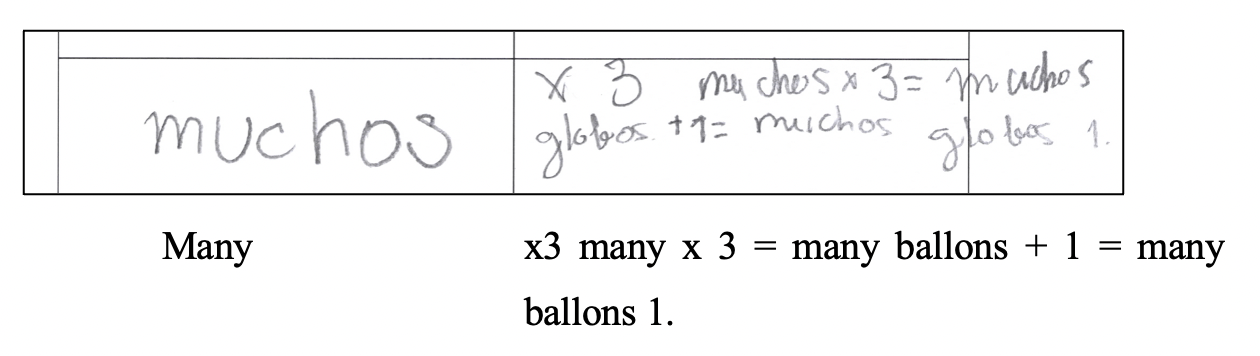 muchos
x 3 muchos x 3 = muchos
globos. +1= muichos globos 1.
Many
x3 many x 3 = many ballons + 1 = many
ballons 1.